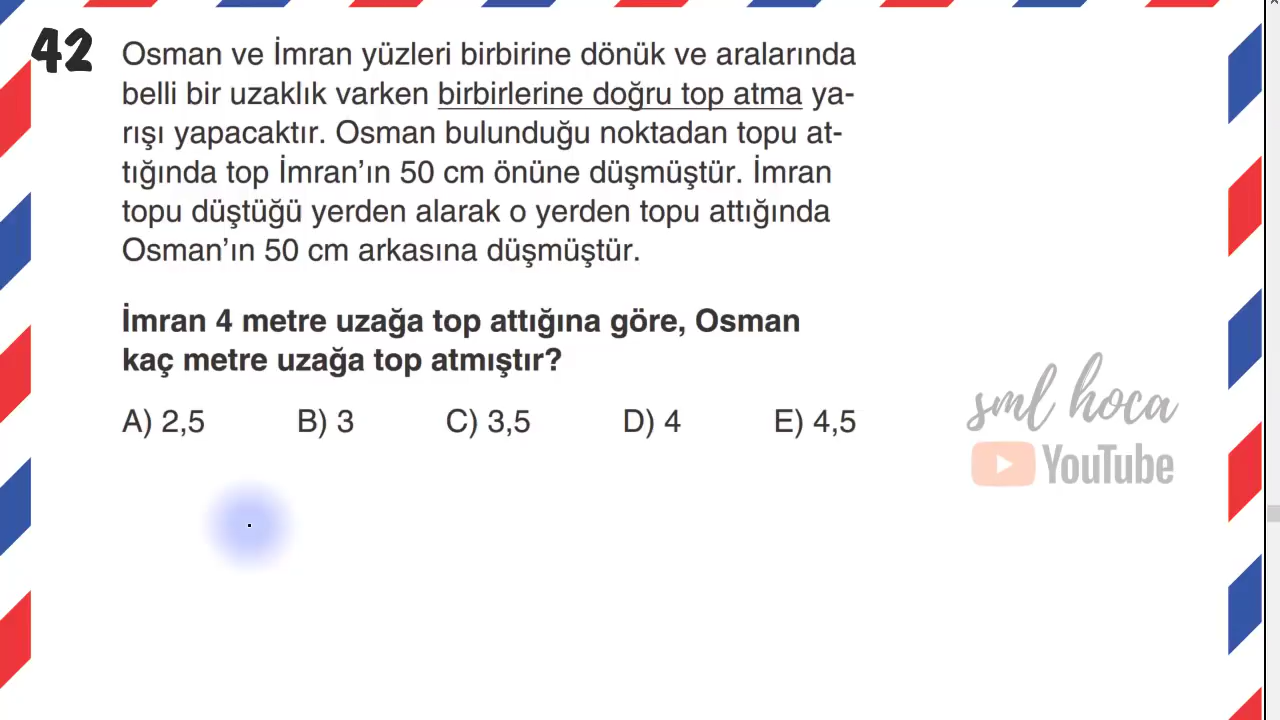 42
Osman ve İmran yüzleri birbirine dönük ve aralarında
belli bir uzaklık varken birbirlerine doğru top atma ya-
rışı yapacaktır. Osman bulunduğu noktadan topu at-
tığında top İmran’ın 50 cm önüne düşmüştür. İmran
topu düştüğü yerden alarak o yerden topu attığında
Osman’ın 50 cm arkasına düşmüştür.
İmran 4 metre uzağa top attığına göre, Osman
kaç metre uzağa top atmıştır?
A) 2,5 B) 3 C) 3,5 D) 4 E) 4,5
sml hoca
YouTube